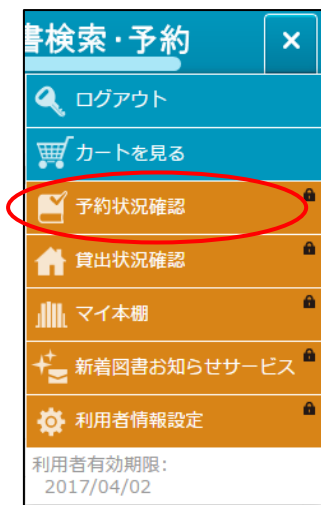 書検索・予約
×
ログアウト
カートを見る
予約状況確認
貸出状況確認
マイ本棚
新着図書お知らせサービス
利用者情報設定
利用者有効期限:
2017/04/02